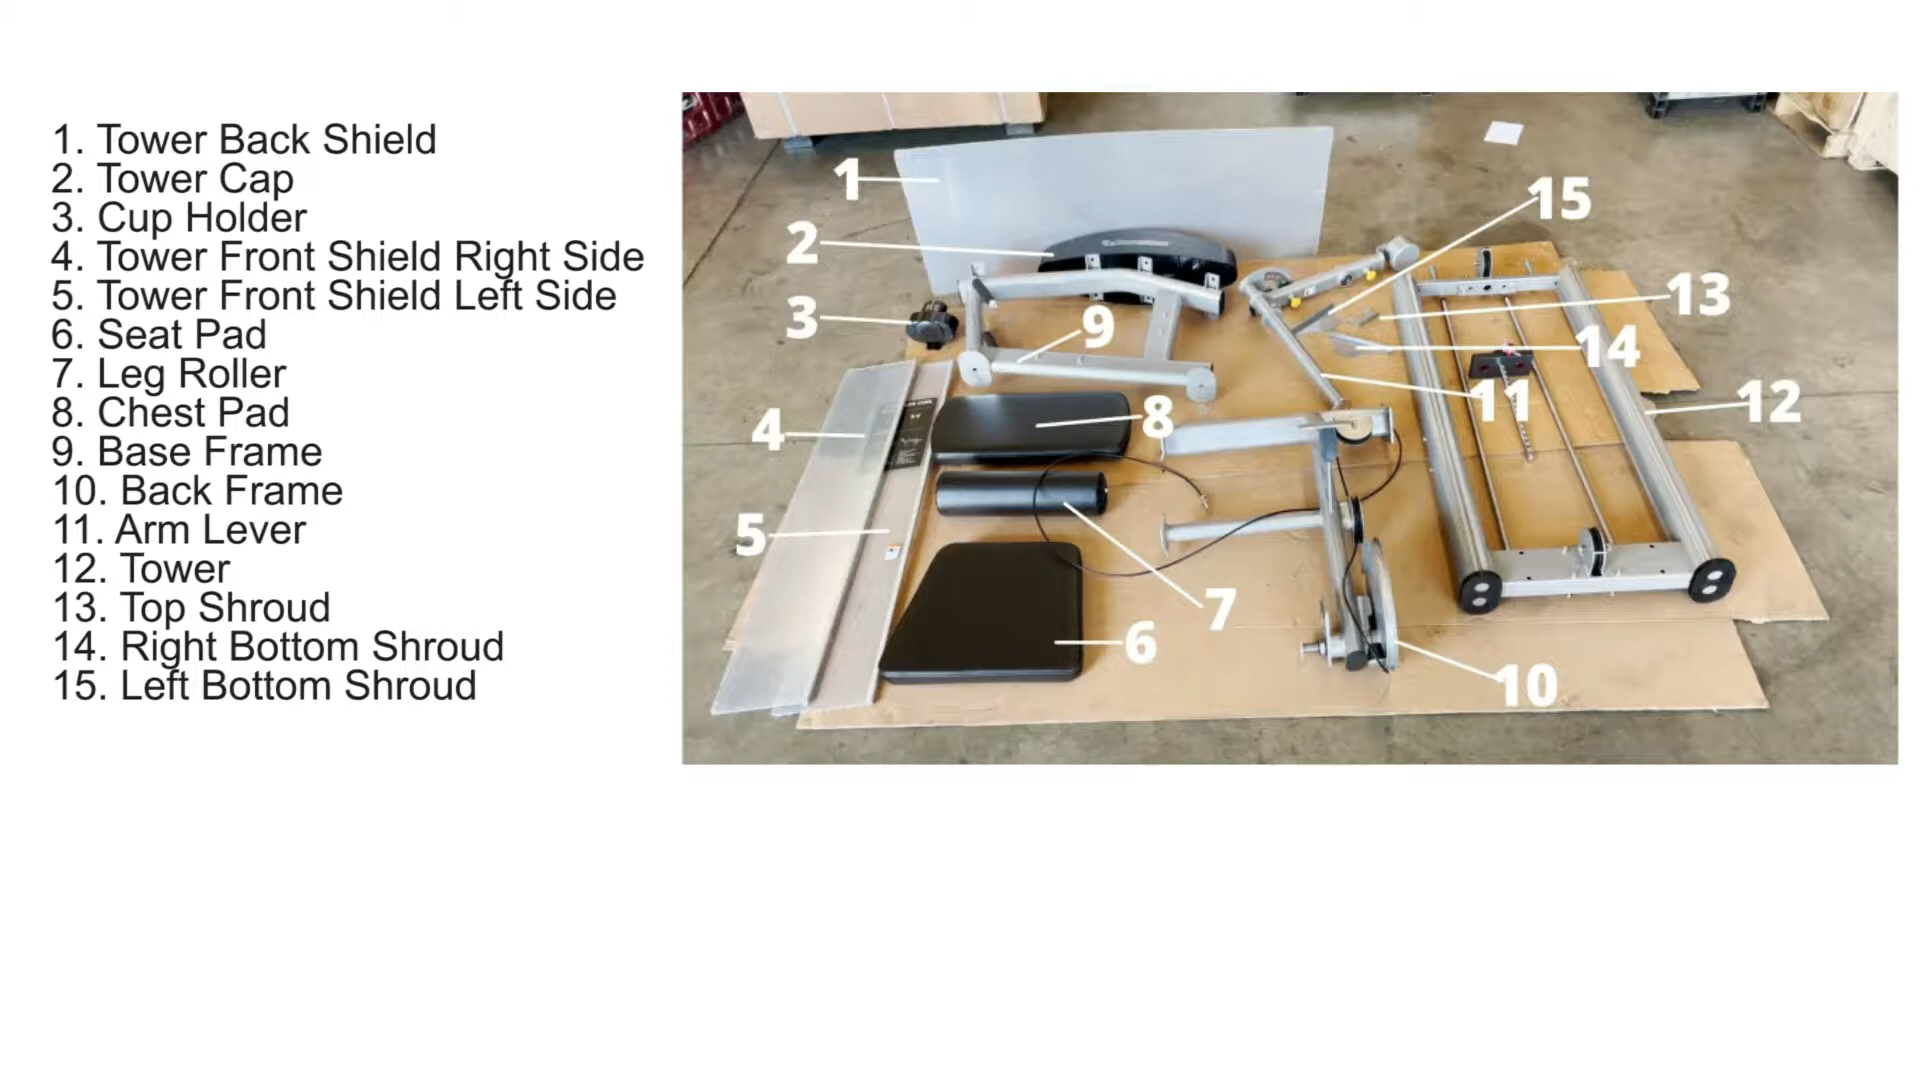 1. Tower Back Shield
2. Tower Cap
3. Cup Holder
4. Tower Front Shield Right Side
5. Tower Front Shield Left Side
6. Seat Pad
7. Leg Roller
8. Chest Pad
9. Base Frame
10. Back Frame
11. Arm Lever
12. Tower
13. Top Shroud
14. Right Bottom Shroud
15. Left Bottom Shroud
1
15
2
13
3
9
14
11
12
4
8
5
7
6
10